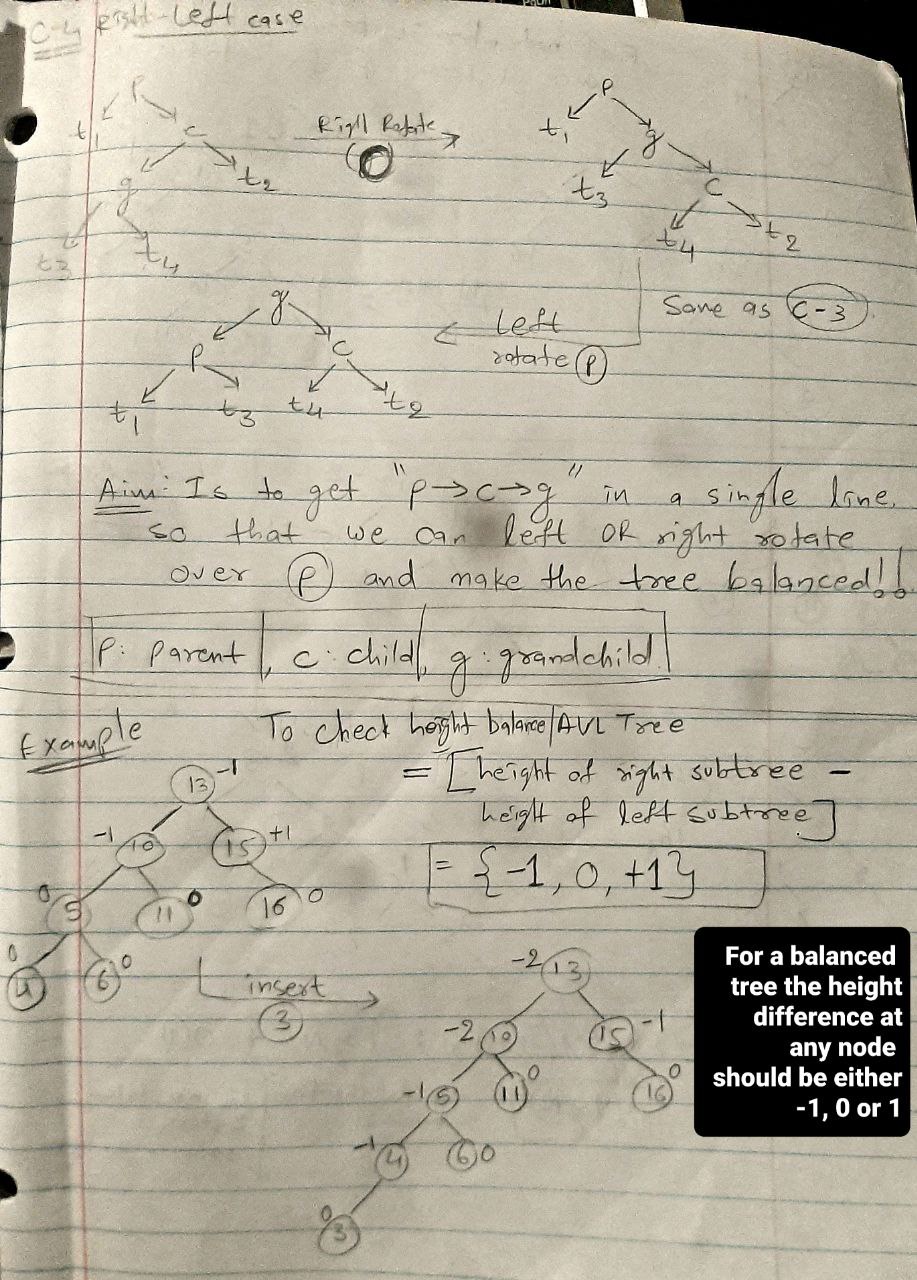 C-4 Right-Left case
p
t1 c
g t2
t3 t4
Right Rotate
p
t1 g
t3 c
t4 t2
Same as C-3
Left
rotate p
g
p c
t1 t3 t4 t2
Aim: Is to get "p→c→g" in a single line.
so that we can left OR right rotate
over p and make the tree balanced!!
p: parent, c: child, g: grandchild.
Example
To check height balance/AVL Tree
= [height of right subtree -
height of left subtree]
= {-1, 0, +1}
13 -1
-1 10 15 +1
0 5 11 0 16 0
0 4 6 0
insert
3
-2 13
-2 10 15 -1
-1 5 11 0 16 0
-1 4 6 0
0 3
For a balanced
tree the height
difference at
any node
should be either
-1, 0 or 1